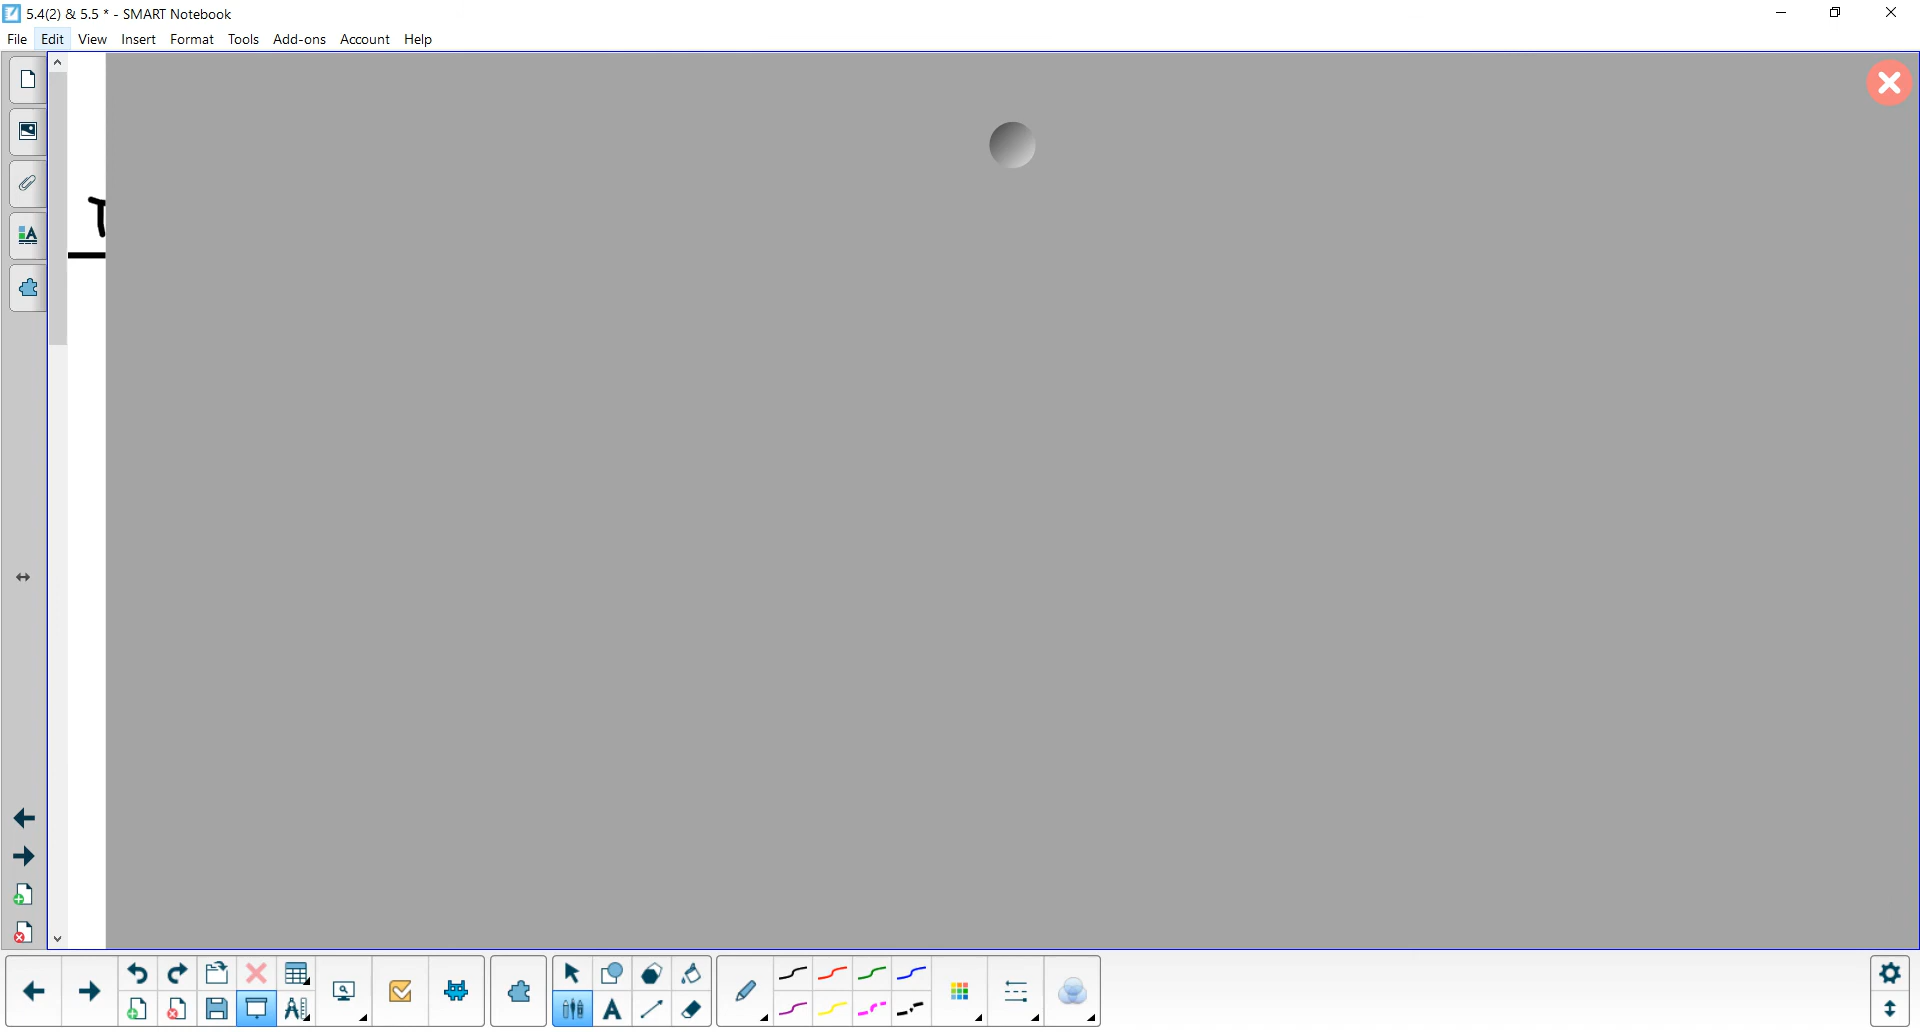 5.4(2) & 5.5 * - SMART Notebook
File Edit View Insert Format Tools Add-ons Account Help